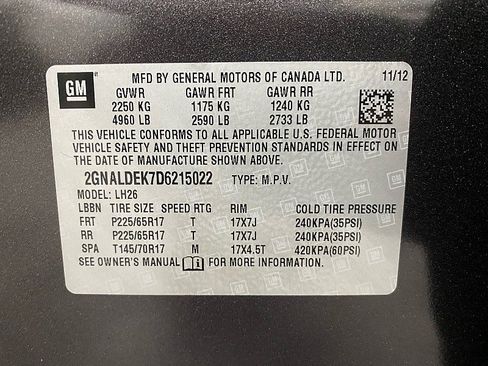 GM
MFD BY GENERAL MOTORS OF CANADA LTD. 11/12
GVWR GAWR FRT GAWR RR
2250 KG 1175 KG 1240 KG
4960 LB 2590 LB 2733 LB
THIS VEHICLE CONFORMS TO ALL APPLICABLE U.S. FEDERAL MOTOR
VEHICLE SAFETY AND THEFT PREVENTION STANDARDS IN EFFECT ON
THE DATE OF MANUFACTURE SHOWN ABOVE.
2GNALDEK7D6215022 TYPE: M.P.V.
MODEL: LH26
LBBN TIRE SIZE SPEED RTG RIM COLD TIRE PRESSURE
FRT P225/65R17 T 17X7J 240KPA(35PSI)
RR P225/65R17 T 17X7J 240KPA(35PSI)
SPA T145/70R17 M 17X4.5T 420KPA(60PSI)
SEE OWNER'S MANUAL FOR MORE INFORMATION.